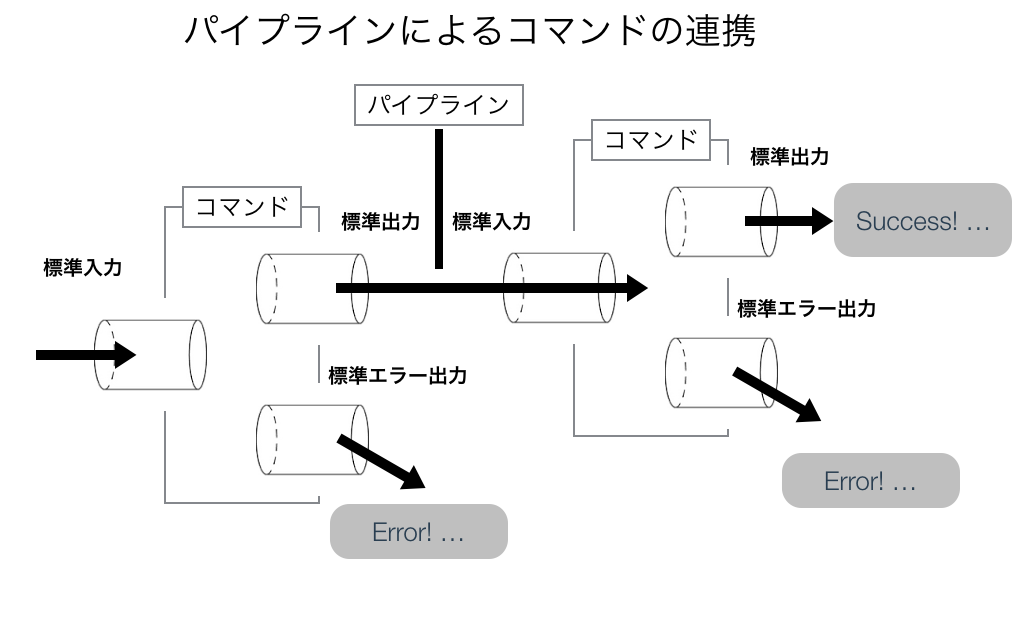 パイプラインによるコマンドの連携
パイプライン
コマンド
標準出力
コマンド
標準出力
標準入力
Success! …
標準入力
標準エラー出力
標準エラー出力
Error! …
Error! …